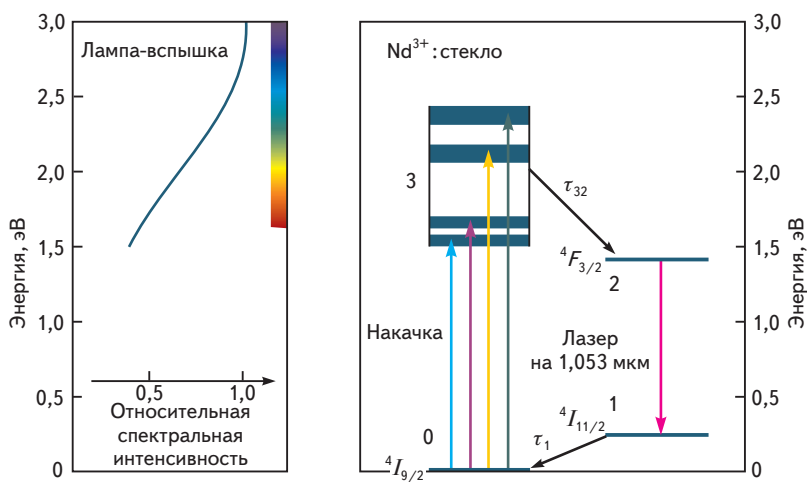 Энергия, эВ
3,0
2,5
2,0
1,5
1,0
0,5
0
Лампа-вспышка
0,5
1,0
Относительная
спектральная
интенсивность
Nd³⁺ : стекло
3
τ₃₂
⁴F₃/₂
2
Накачка
Лазер
на 1,053 мкм
1
⁴I₁₁/₂
τ₁
0
⁴I₉/₂
3,0
2,5
2,0
1,5
1,0
0,5
0
Энергия, эВ